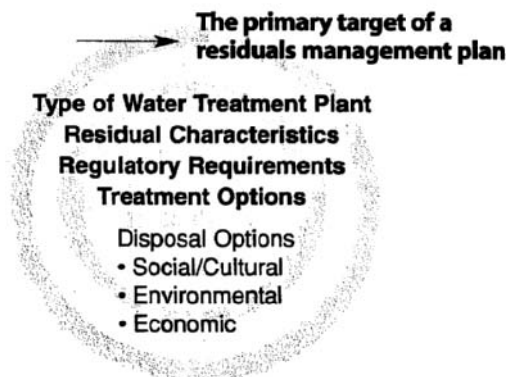 The primary target of a
residuals management plan
Type of Water Treatment Plant
Residual Characteristics
Regulatory Requirements
Treatment Options
Disposal Options
• Social/Cultural
• Environmental
• Economic